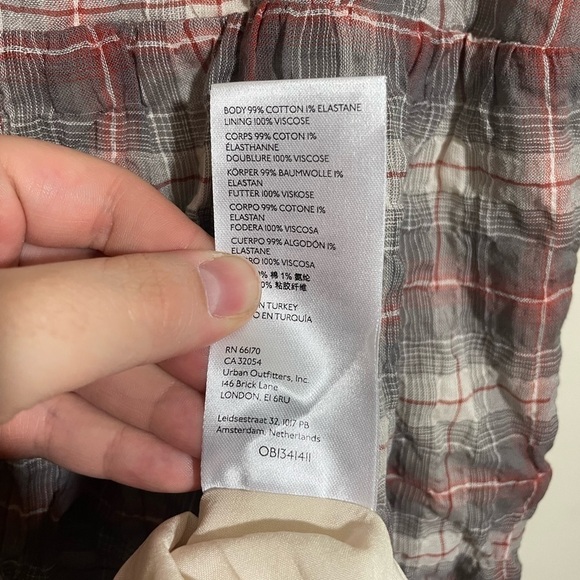 BODY 99% COTTON 1% ELASTANE
LINING 100% VISCOSE
CORPS 99% COTON 1%
ÉLASTHANNE
DOUBLURE 100% VISCOSE
KÖRPER 99% BAUMWOLLE 1%
ELASTAN
FUTTER 100% VISKOSE
CORPO 99% COTONE 1%
ELASTAN
FODERA 100% VISCOSA
CUERPO 99% ALGODÓN 1%
ELASTANE
100% VISCOSA
% 棉 1% 氨纶
0% 粘胶纤维
IN TURKEY
EN TURQUÍA
RN 66170
CA 32054
Urban Outfitters, Inc.
146 Brick Lane
LONDON, E1 6RU
Leidsestraat 32, 1017 PB
Amsterdam, Netherlands
OB1341411